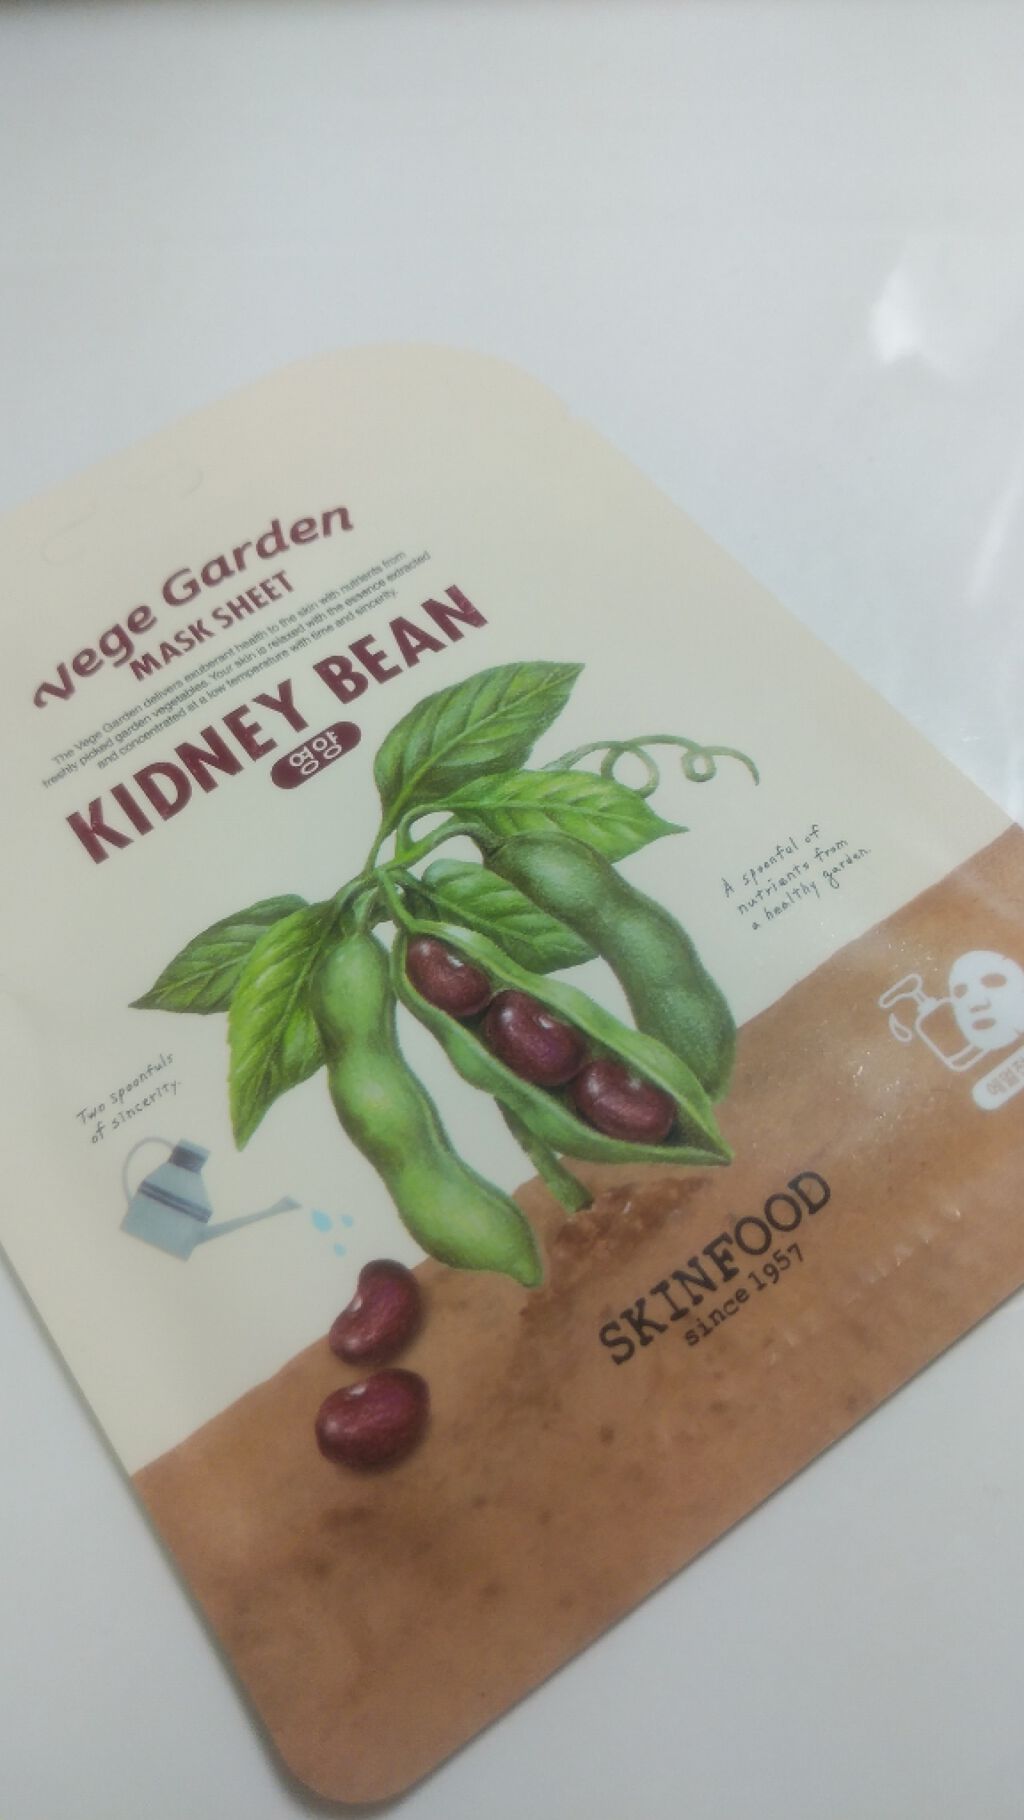 Vege Garden
MASK SHEET
The Vege Garden delivers exuberant health to the skin with nutrients from
freshly picked garden vegetables. Your skin is relaxed with the essence extracted
and concentrated at a low temperature with time and sincerity.
KIDNEY BEAN
영양
A spoonful of
nutrients from
a healthy garden.
Two spoonfuls
of sincerity.
SKINFOOD
since 1957